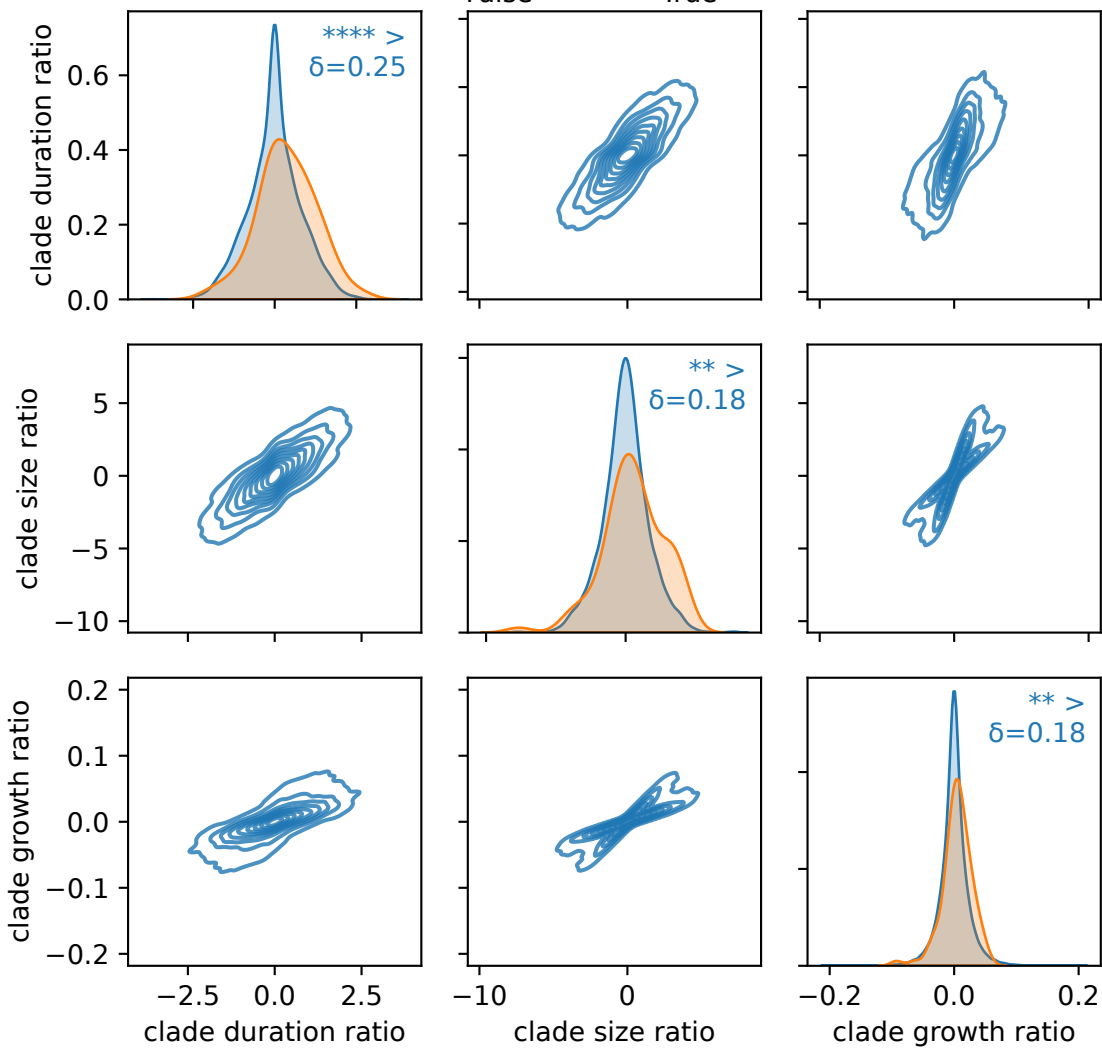 clade duration ratio
0.6
0.4
0.2
0.0
**** >
δ=0.25
clade size ratio
5
0
−5
−10
** >
δ=0.18
clade growth ratio
0.2
0.1
0.0
−0.1
−0.2
** >
δ=0.18
−2.5 0.0 2.5
−10 0
−0.2 0.0 0.2
clade duration ratio
clade size ratio
clade growth ratio